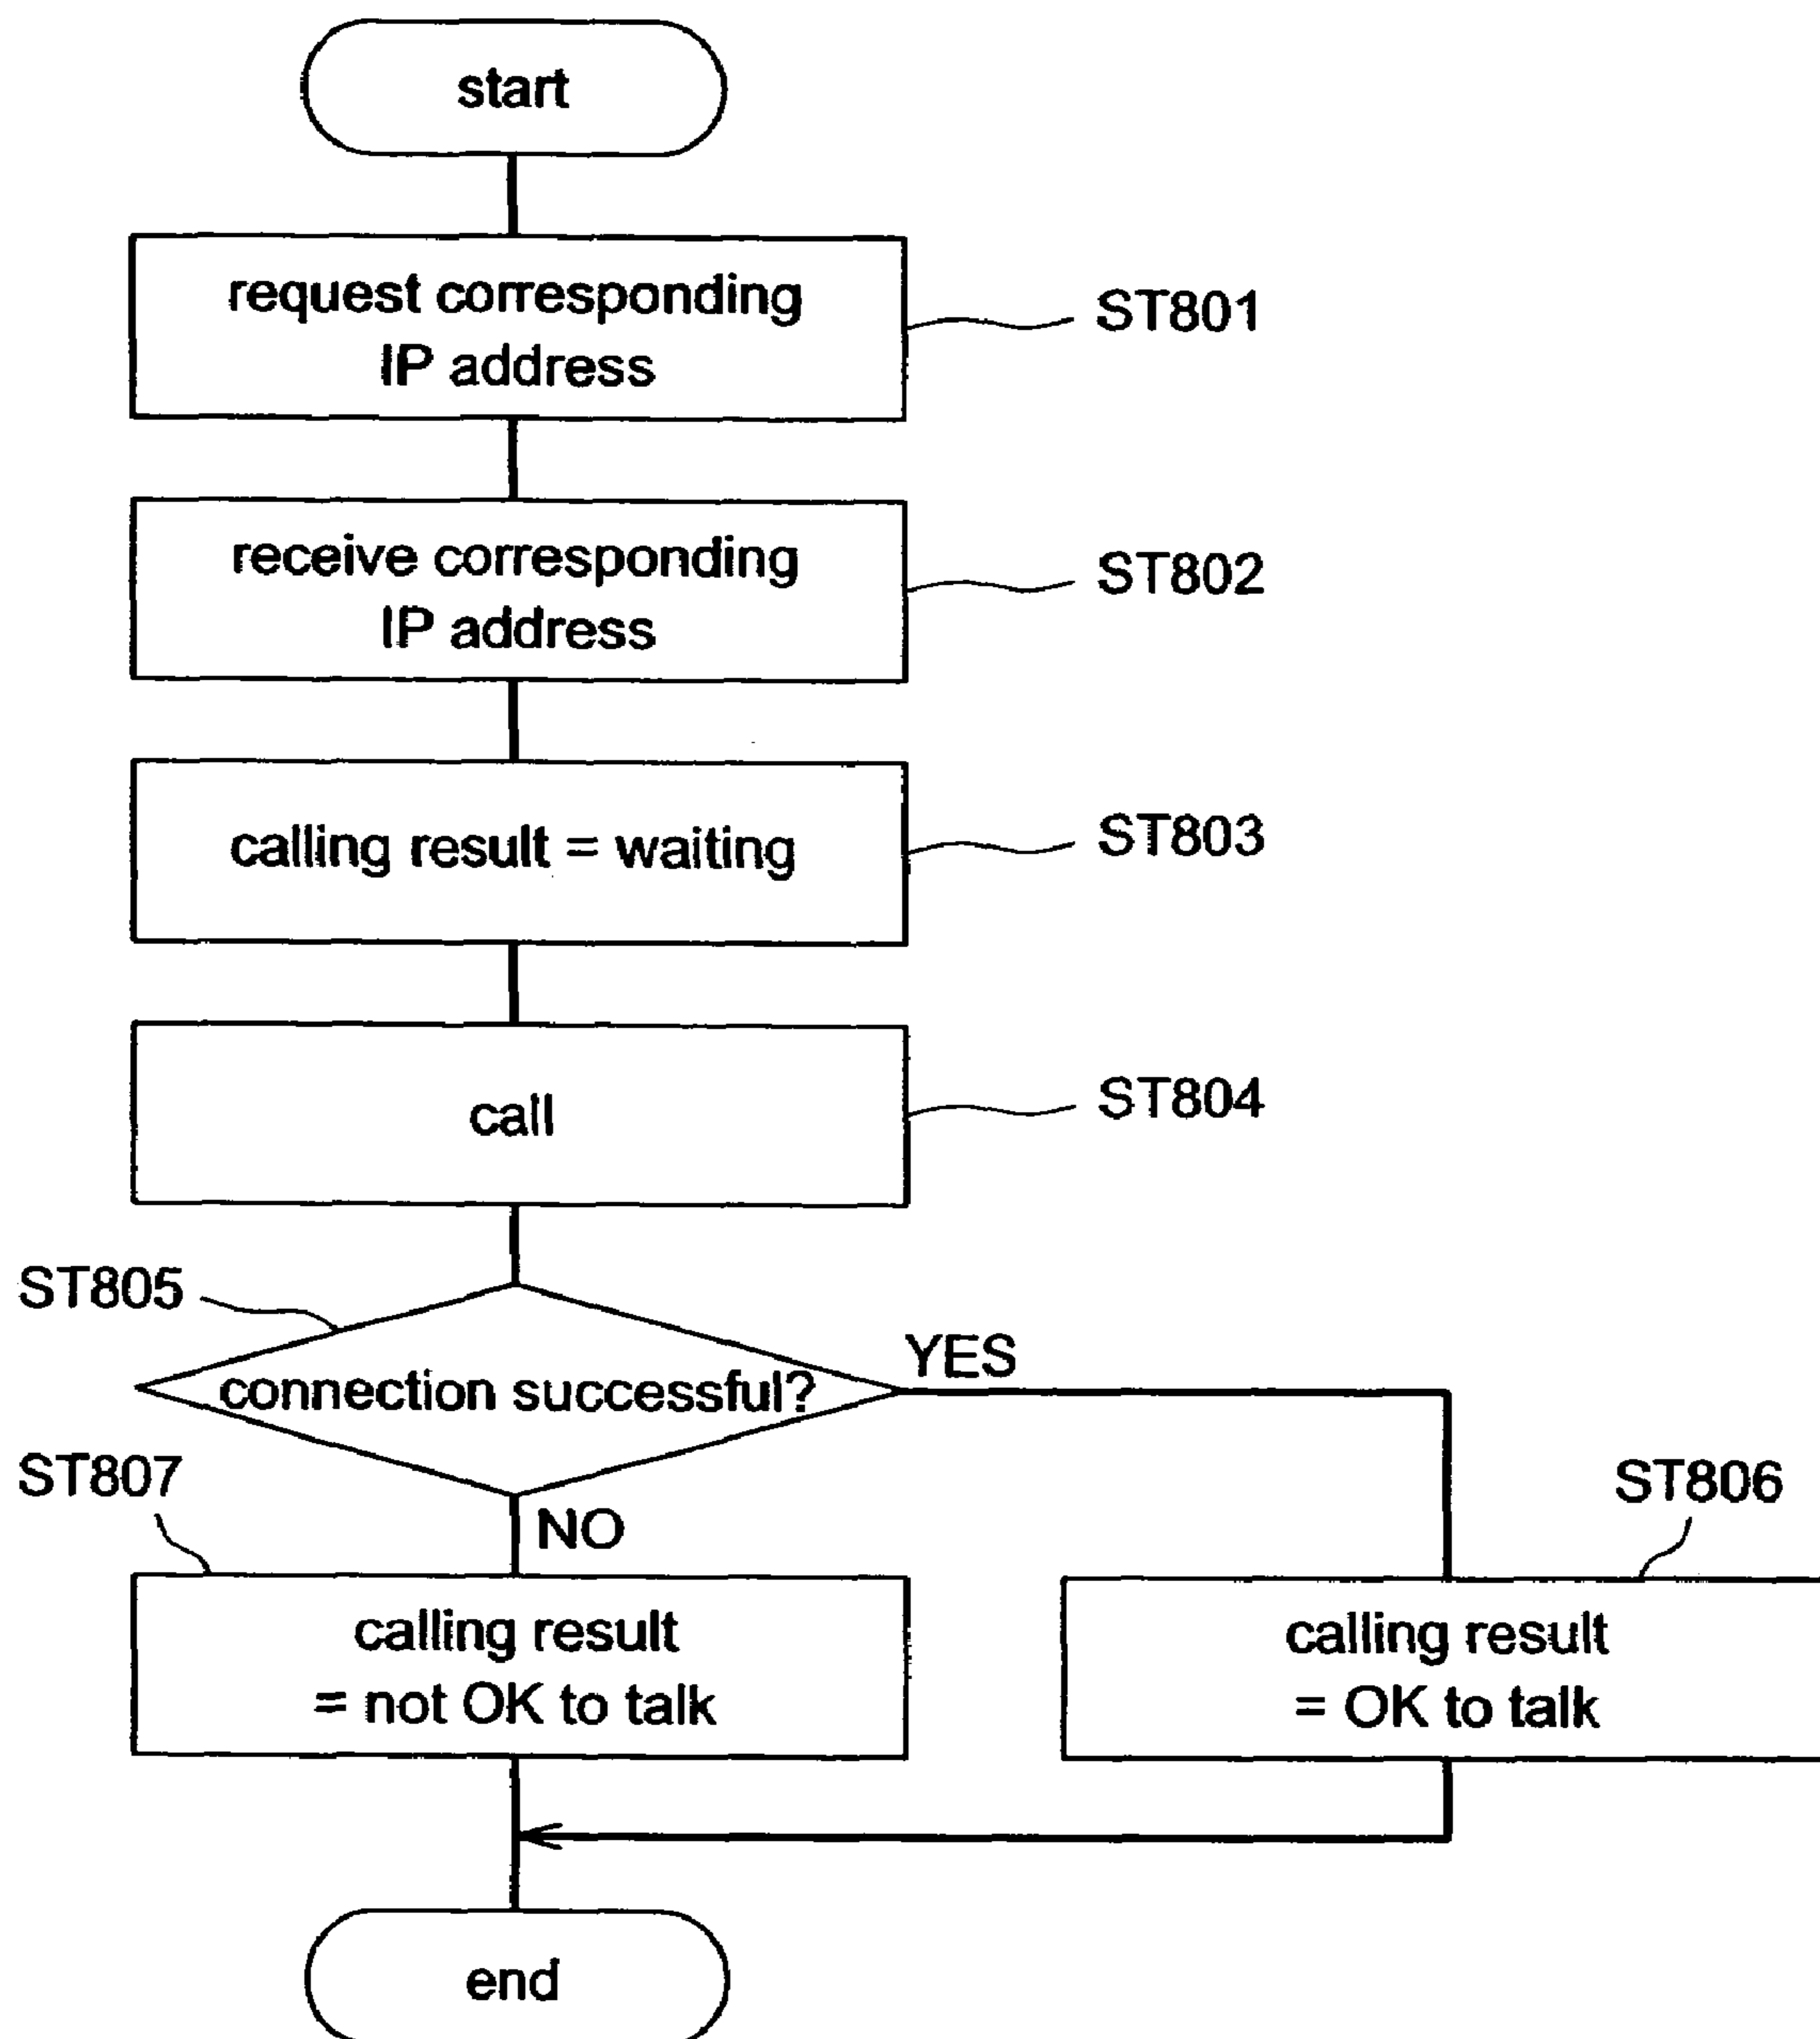 start
request corresponding
IP address
ST801
receive corresponding
IP address
ST802
calling result = waiting
ST803
call
ST804
ST805
connection successful?
YES
ST807
NO
ST806
calling result
= not OK to talk
calling result
= OK to talk
end